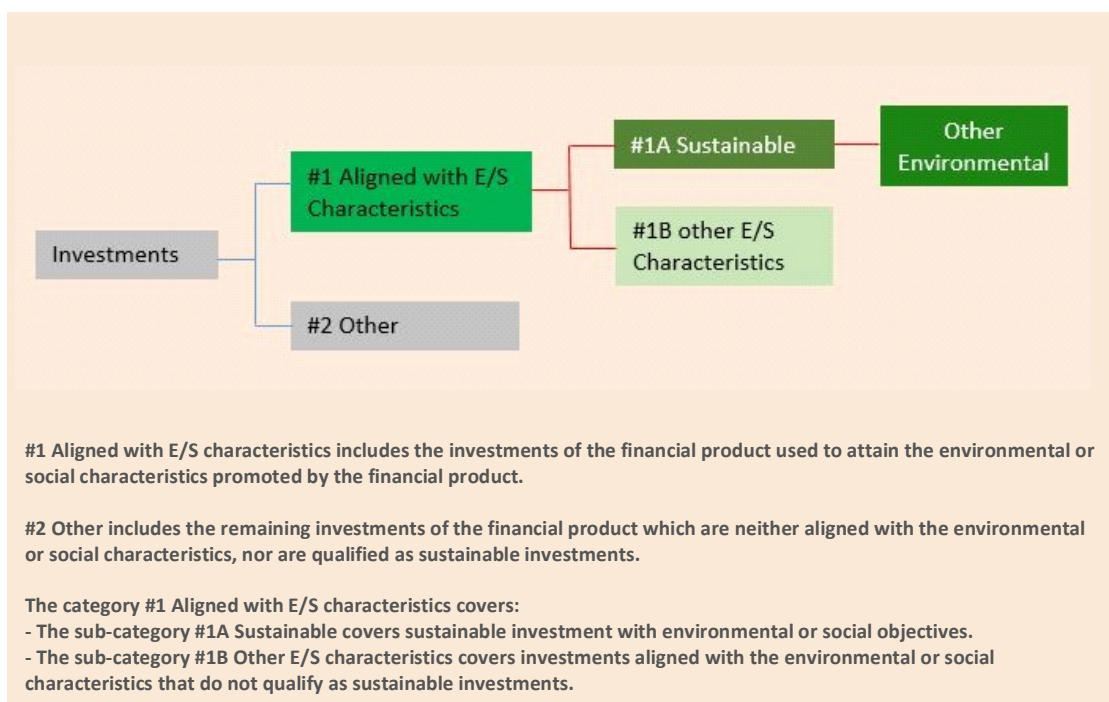 #1A Sustainable
Other
Environmental
#1 Aligned with E/S
Characteristics
#1B other E/S
Characteristics
Investments
#2 Other
#1 Aligned with E/S characteristics includes the investments of the financial product used to attain the environmental or
social characteristics promoted by the financial product.
#2 Other includes the remaining investments of the financial product which are neither aligned with the environmental
or social characteristics, nor are qualified as sustainable investments.
The category #1 Aligned with E/S characteristics covers:
- The sub-category #1A Sustainable covers sustainable investment with environmental or social objectives.
- The sub-category #1B Other E/S characteristics covers investments aligned with the environmental or social
characteristics that do not qualify as sustainable investments.